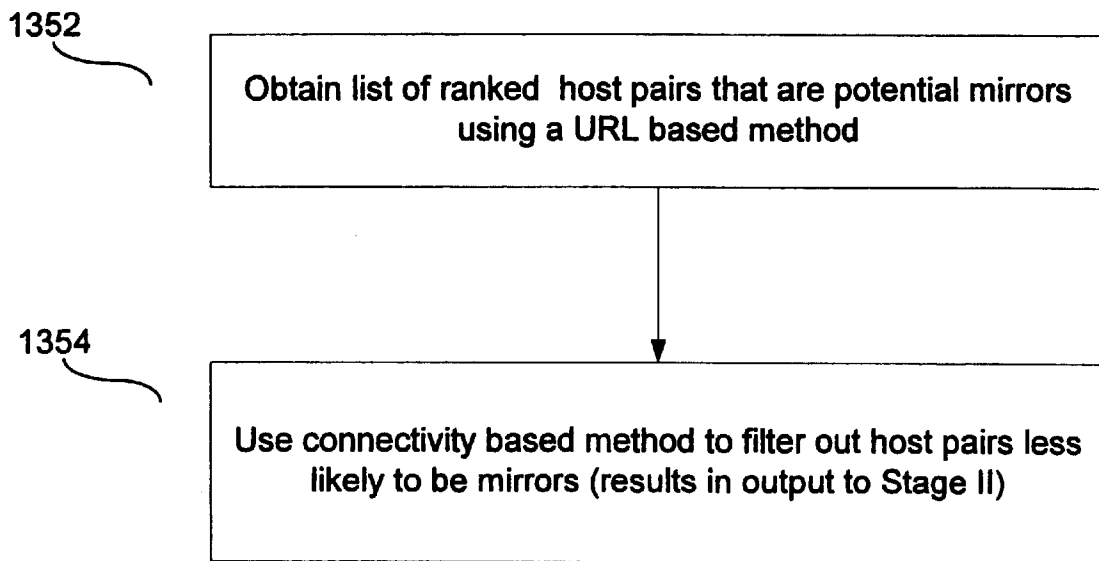 1352
Obtain list of ranked host pairs that are potential mirrors
using a URL based method
1354
Use connectivity based method to filter out host pairs less
likely to be mirrors (results in output to Stage II)